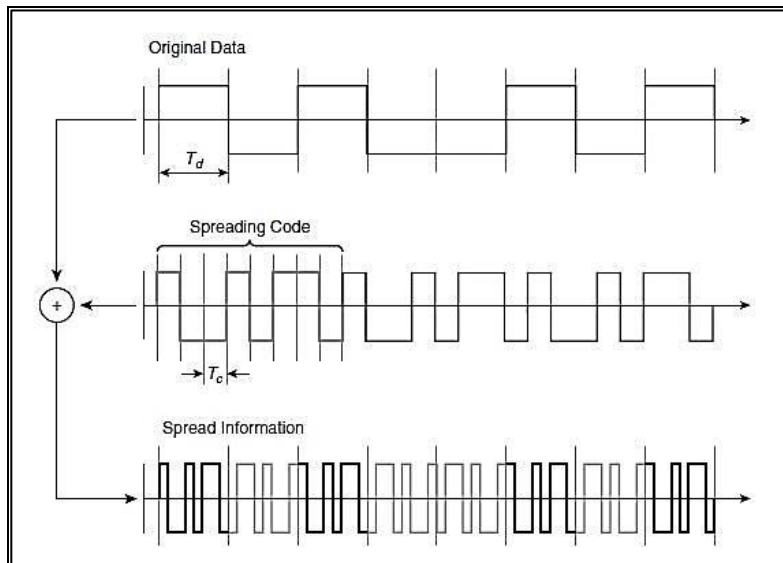 Original Data
T_d
Spreading Code
+
T_c
Spread Information